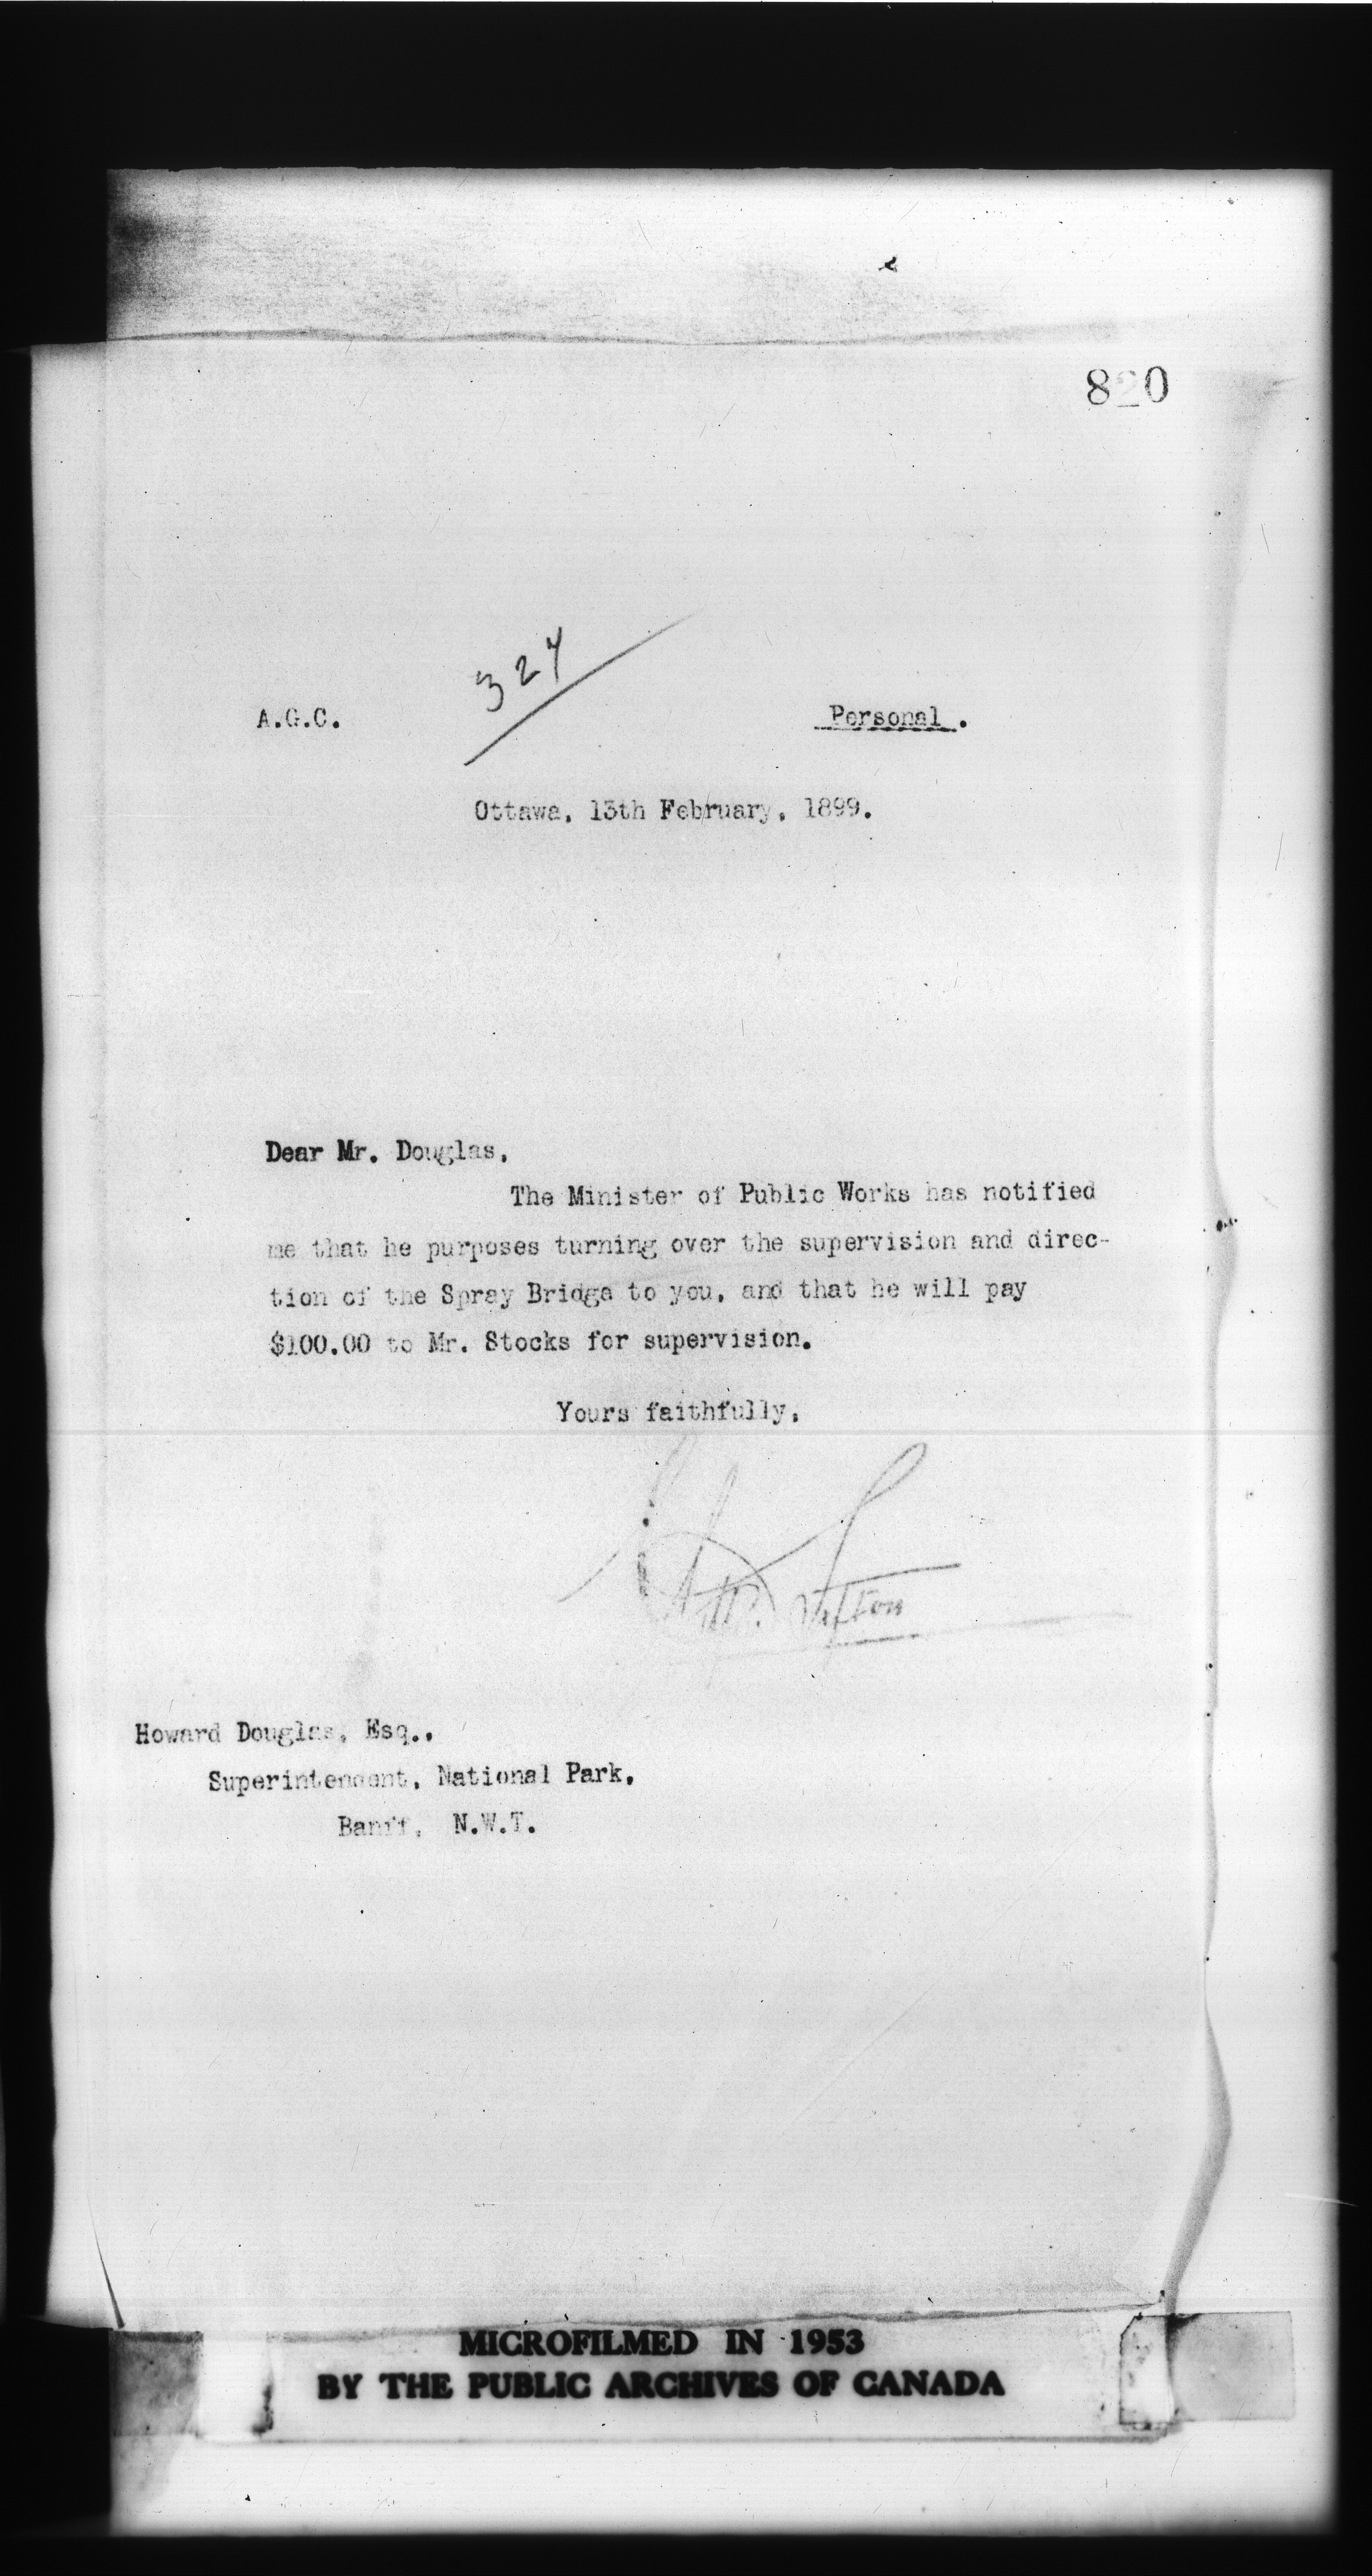 820
327
A.G.C.
Personal.
Ottawa, 13th February, 1899.
Dear Mr. Douglas,
The Minister of Public Works has notified
me that he purposes turning over the supervision and direc-
tion of the Spray Bridge to you, and that he will pay
$100.00 to Mr. Stocks for supervision.
Yours faithfully,
Sifton
Howard Douglas, Esq.,
Superintendent, National Park,
Banff, N.W.T.
MICROFILMED IN 1953
BY THE PUBLIC ARCHIVES OF CANADA